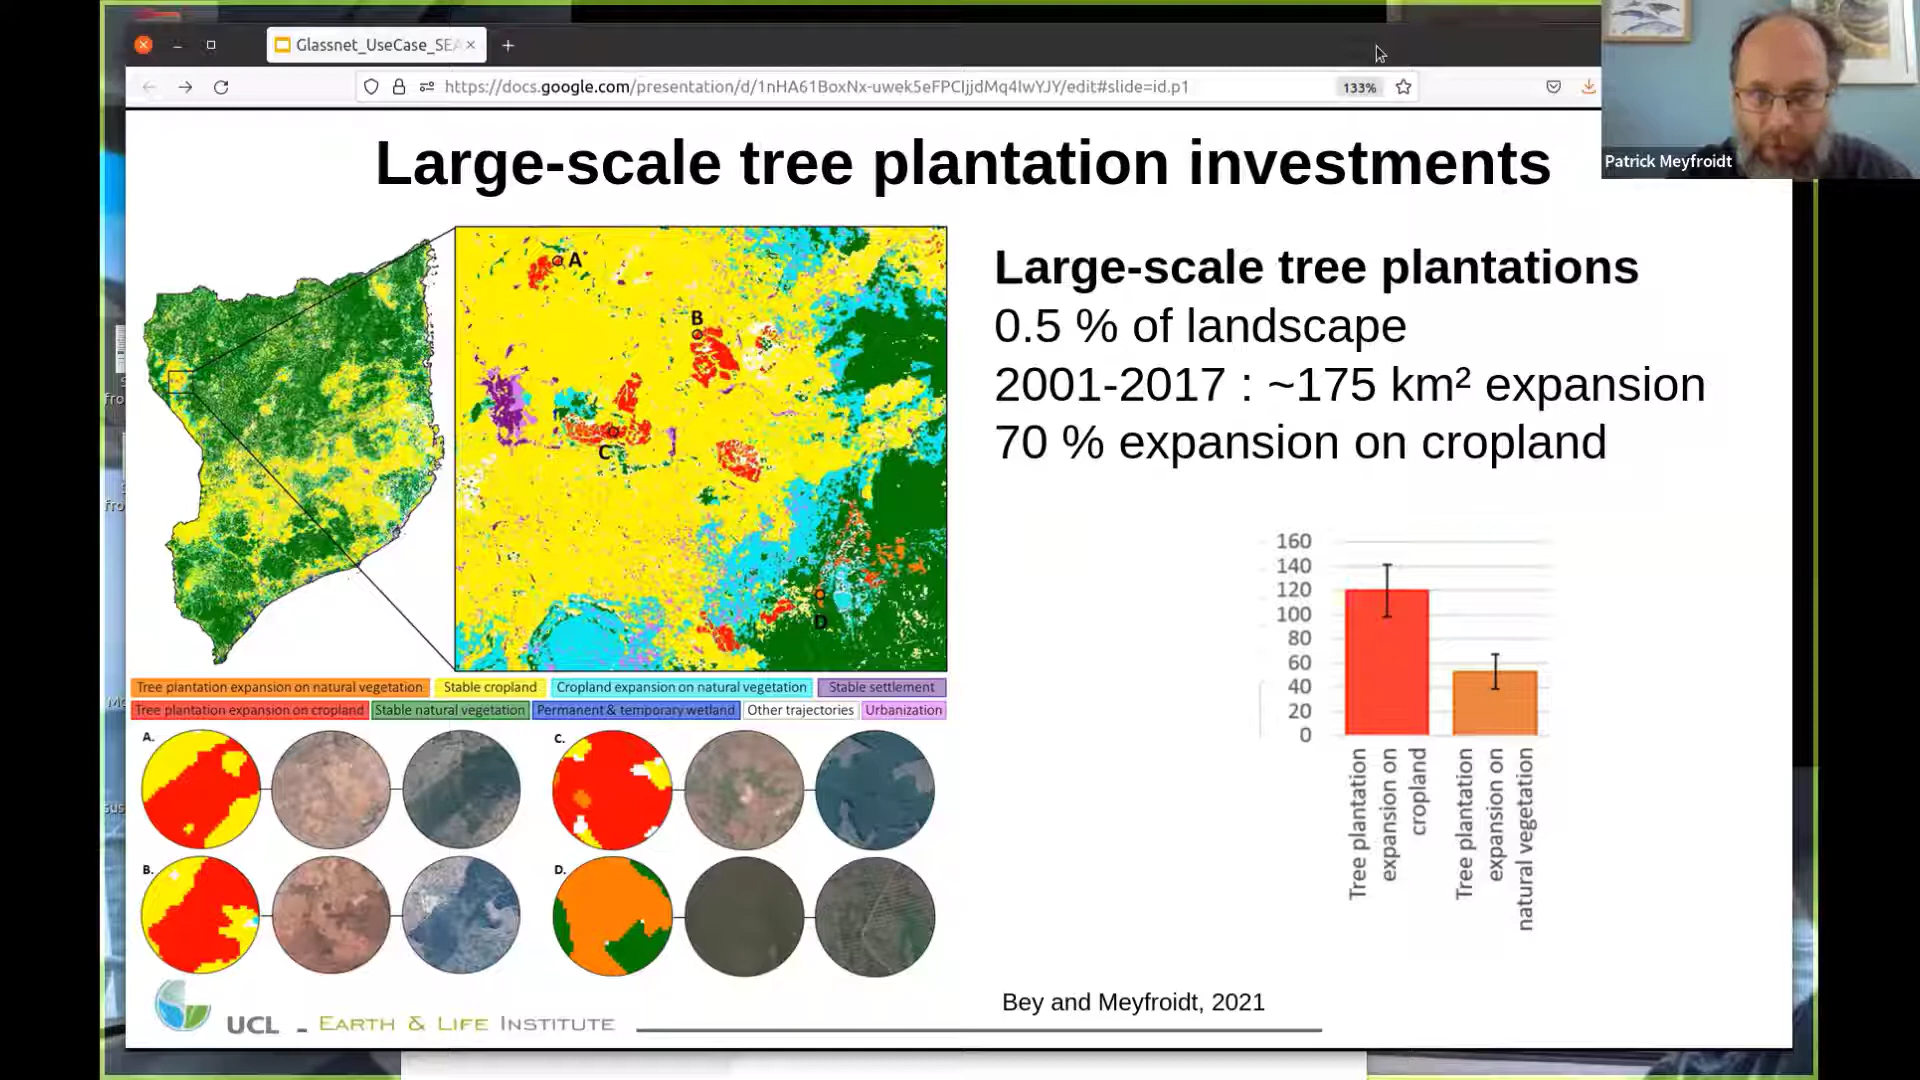 Glassnet_UseCase_SEA
https://docs.google.com/presentation/d/1nHA61BoxNx-uwek5eFPCIjjdMq4IwYJY/edit#slide=id.p1
133%
Patrick Meyfroidt
Large-scale tree plantation investments
A
B
C
D
Large-scale tree plantations
0.5 % of landscape
2001-2017 : ~175 km² expansion
70 % expansion on cropland
Tree plantation expansion on natural vegetation
Stable cropland
Cropland expansion on natural vegetation
Stable settlement
Tree plantation expansion on cropland
Stable natural vegetation
Permanent & temporary wetland
Other trajectories
Urbanization
A.
C.
B.
D.
160
140
120
100
80
60
40
20
0
Tree plantation
expansion on
cropland
Tree plantation
expansion on
natural vegetation
Bey and Meyfroidt, 2021
UCL - EARTH & LIFE INSTITUTE